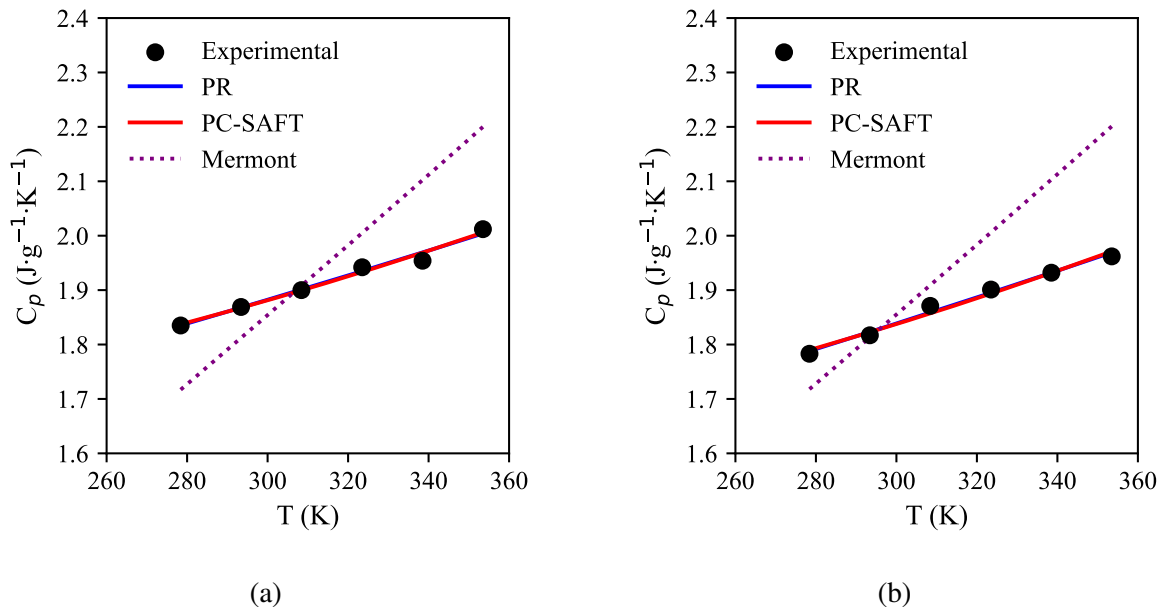 2.4
2.3
2.2
2.1
2.0
1.9
1.8
1.7
1.6
C_p (J·g⁻¹·K⁻¹)
Experimental
PR
PC-SAFT
Mermont
260 280 300 320 340 360
T (K)
(a)
2.4
2.3
2.2
2.1
2.0
1.9
1.8
1.7
1.6
C_p (J·g⁻¹·K⁻¹)
Experimental
PR
PC-SAFT
Mermont
260 280 300 320 340 360
T (K)
(b)